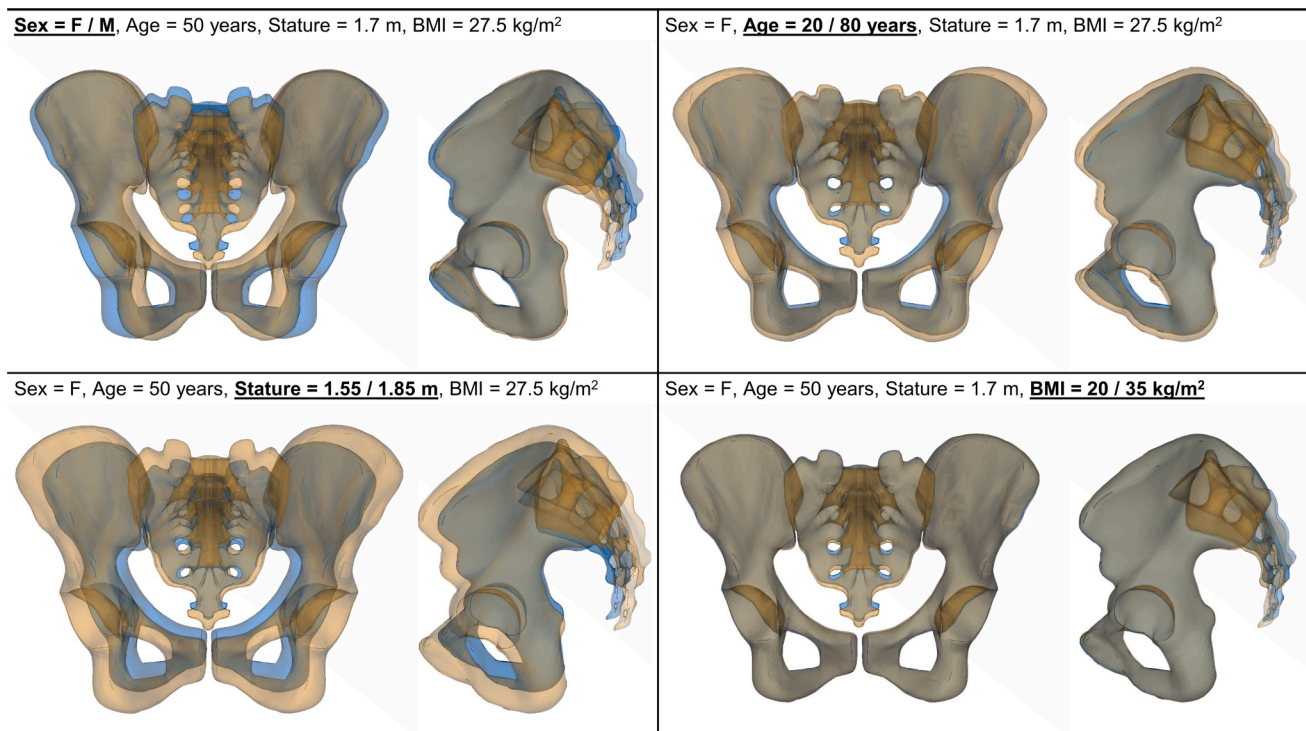 Sex = F / M, Age = 50 years, Stature = 1.7 m, BMI = 27.5 kg/m²
Sex = F, Age = 20 / 80 years, Stature = 1.7 m, BMI = 27.5 kg/m²
Sex = F, Age = 50 years, Stature = 1.55 / 1.85 m, BMI = 27.5 kg/m²
Sex = F, Age = 50 years, Stature = 1.7 m, BMI = 20 / 35 kg/m²